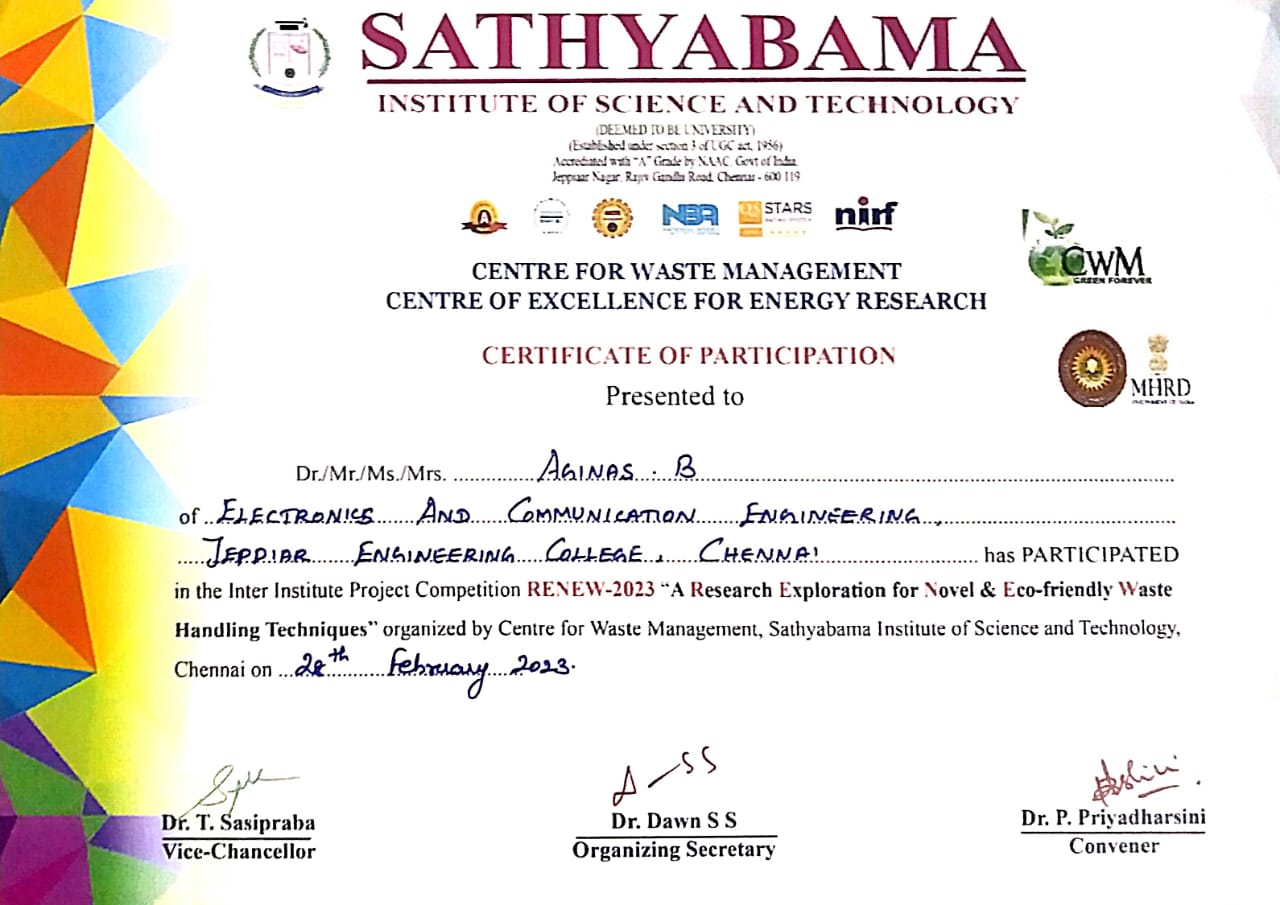 SATHYABAMA
INSTITUTE OF SCIENCE AND TECHNOLOGY
(DEEMED TO BE UNIVERSITY)
(Established under section 3 of UGC act, 1956)
Accrediated with "A" Grade by NAAC, Govt of India
Jeppiaar Nagar, Rajiv Gandhi Road, Chennai - 600 119
A NBA QS STARS nirf
CWM
GREEN FOREVER
CENTRE FOR WASTE MANAGEMENT
CENTRE OF EXCELLENCE FOR ENERGY RESEARCH
CERTIFICATE OF PARTICIPATION
MHRD
Presented to
Dr./Mr./Ms./Mrs. AGINAS . B
of ELECTRONICS AND COMMUNICATION ENGINEERING,
JEPPIAR ENGINEERING COLLEGE, CHENNAI has PARTICIPATED
in the Inter Institute Project Competition RENEW-2023 “A Research Exploration for Novel & Eco-friendly Waste
Handling Techniques” organized by Centre for Waste Management, Sathyabama Institute of Science and Technology,
Chennai on 28th February 2023.
Dr. T. Sasipraba
Vice-Chancellor
Dr. Dawn S S
Organizing Secretary
Dr. P. Priyadharsini
Convener